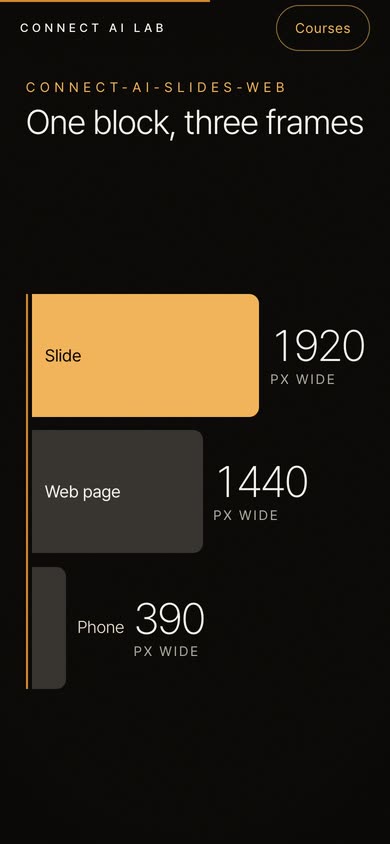 CONNECT AI LAB
Courses
CONNECT-AI-SLIDES-WEB
One block, three frames
Slide
1920
PX WIDE
Web page
1440
PX WIDE
Phone
390
PX WIDE